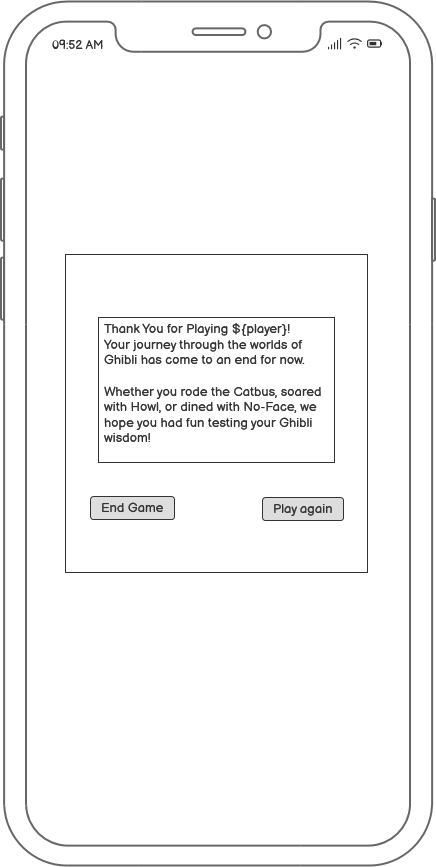 09:52 AM
Thank You for Playing ${player}!
Your journey through the worlds of
Ghibli has come to an end for now.
Whether you rode the Catbus, soared
with Howl, or dined with No-Face, we
hope you had fun testing your Ghibli
wisdom!
End Game
Play again